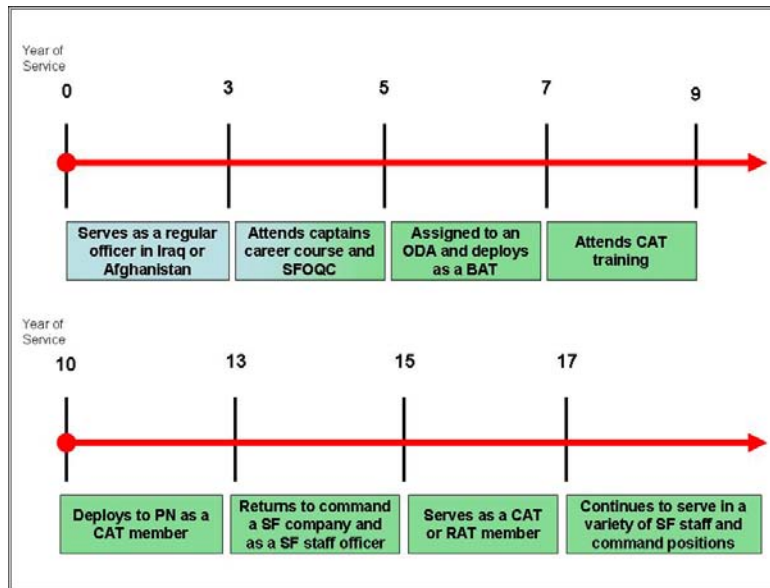 Year of
Service
0
3
5
7
9
Serves as a regular
officer in Iraq or
Afghanistan
Attends captains
career course and
SFOQC
Assigned to an
ODA and deploys
as a BAT
Attends CAT
training
Year of
Service
10
13
15
17
Deploys to PN as a
CAT member
Returns to command
a SF company and
as a SF staff officer
Serves as a CAT
or RAT member
Continues to serve in a
variety of SF staff and
command positions